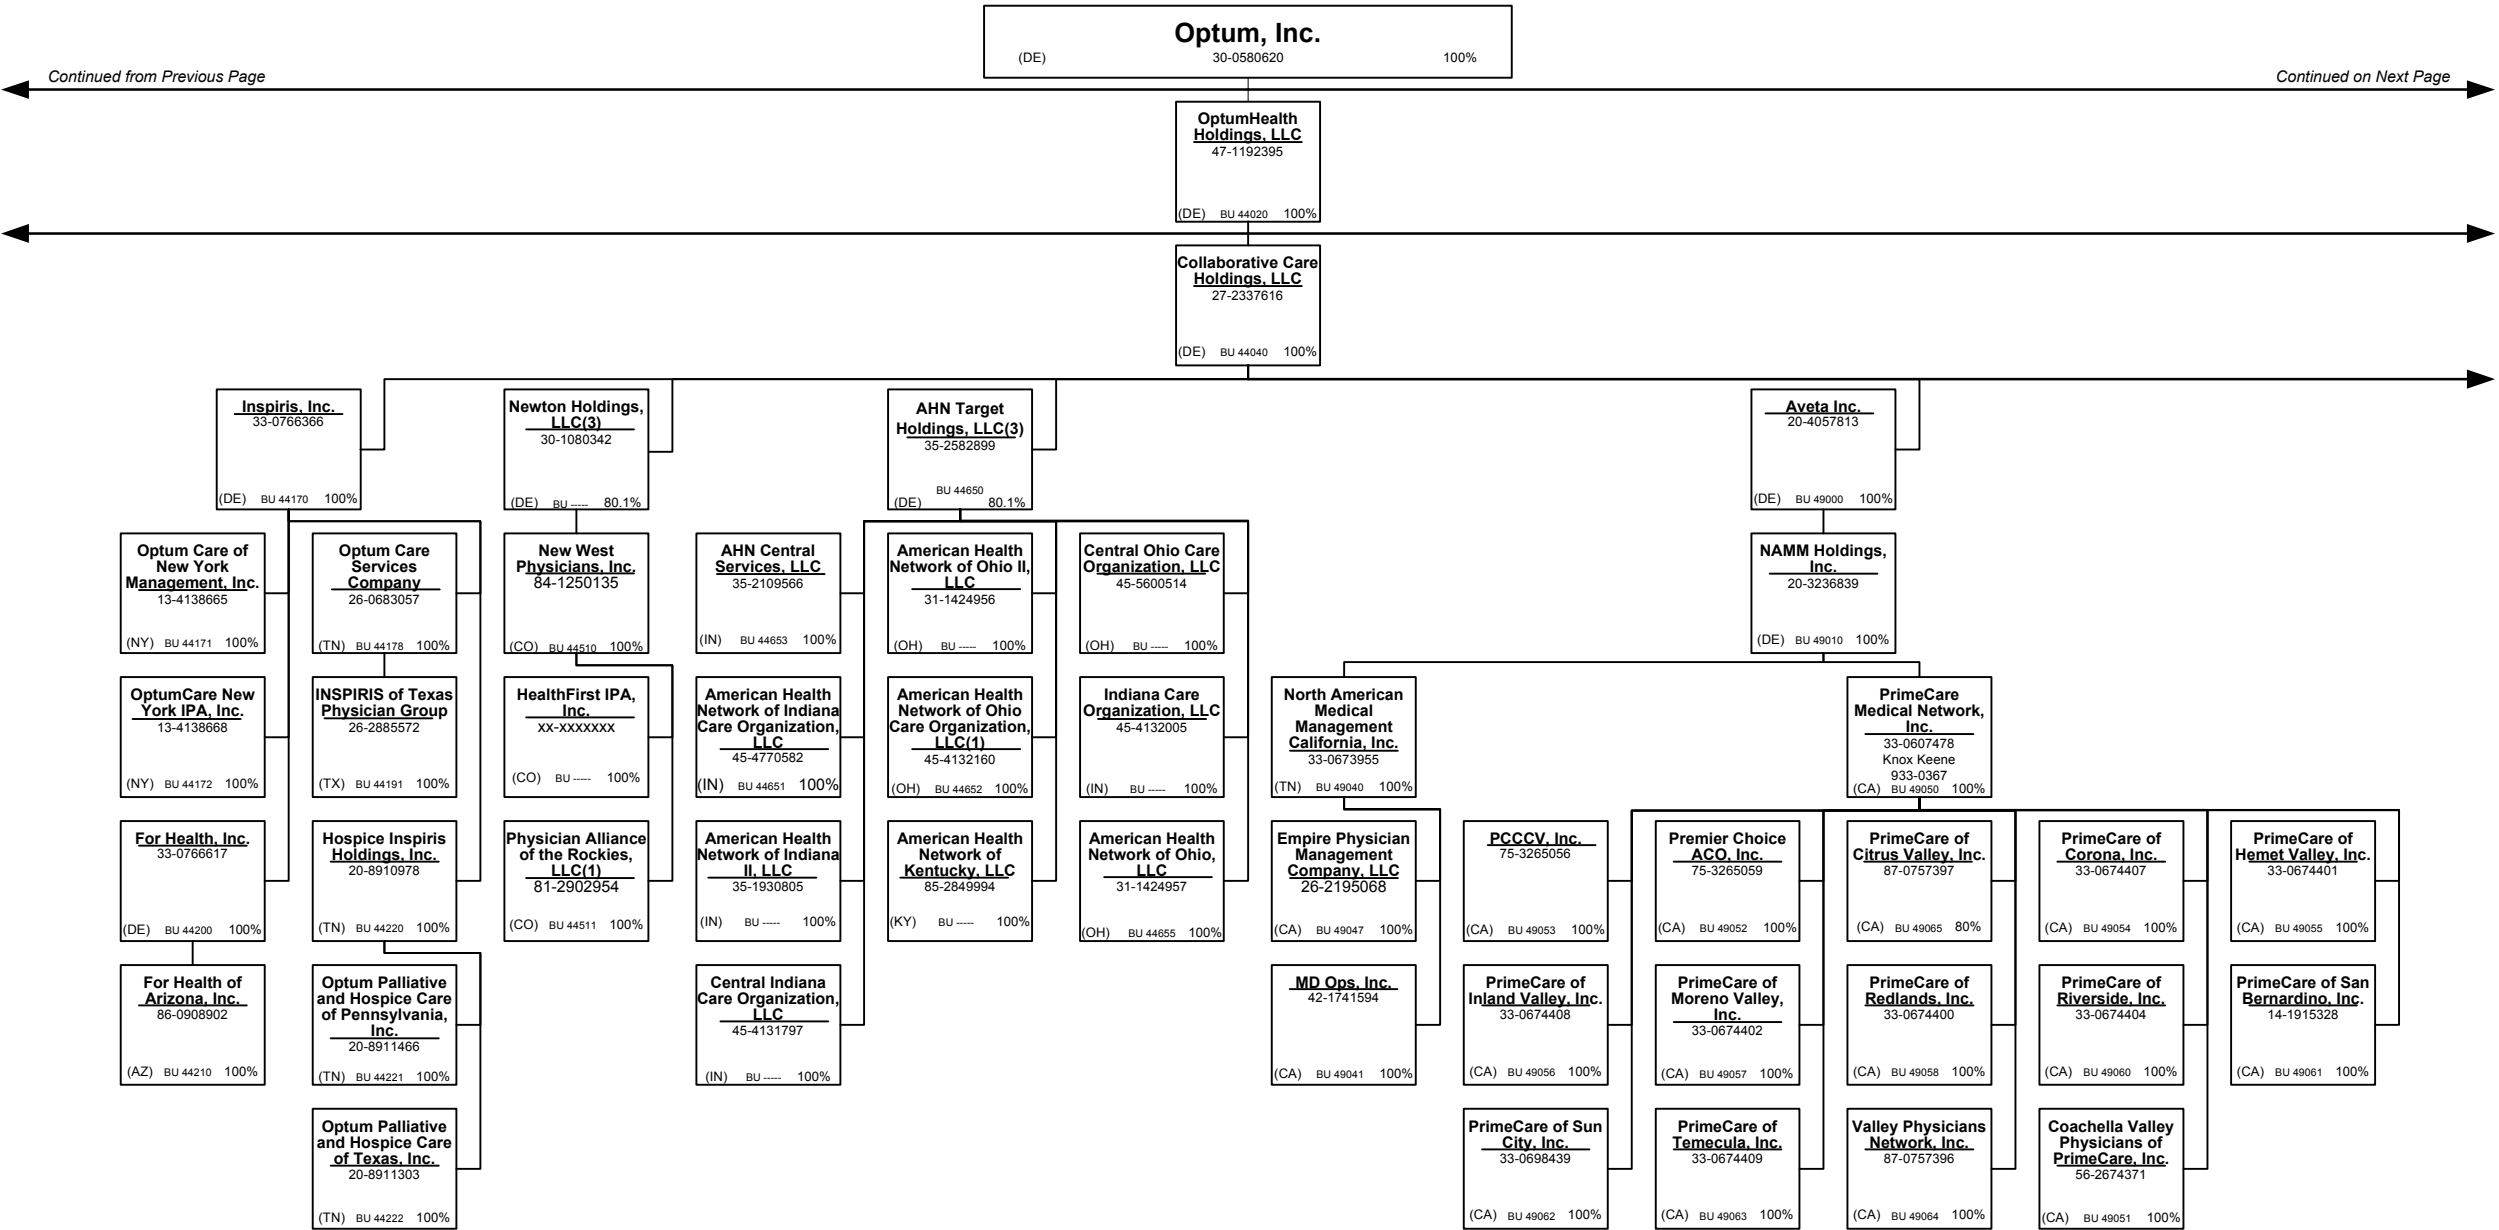 Optum, Inc.
(DE) 30-0580620 100%
Continued from Previous Page
Continued on Next Page
OptumHealth
Holdings, LLC
47-1192395
(DE) BU 44020 100%
Collaborative Care
Holdings, LLC
27-2337616
(DE) BU 44040 100%
Inspiris, Inc.
33-0766366
(DE) BU 44170 100%
Newton Holdings,
LLC(3)
30-1080342
(DE) BU ----- 80.1%
AHN Target
Holdings, LLC(3)
35-2582899
BU 44650
(DE) 80.1%
Aveta Inc.
20-4057813
(DE) BU 49000 100%
Optum Care of
New York
Management, Inc.
13-4138665
(NY) BU 44171 100%
Optum Care
Services
Company
26-0683057
(TN) BU 44178 100%
New West
Physicians, Inc.
84-1250135
(CO) BU 44510 100%
AHN Central
Services, LLC
35-2109566
(IN) BU 44653 100%
American Health
Network of Ohio II,
LLC
31-1424956
(OH) BU ----- 100%
Central Ohio Care
Organization, LLC
45-5600514
(OH) BU ----- 100%
NAMM Holdings,
Inc.
20-3236839
(DE) BU 49010 100%
OptumCare New
York IPA, Inc.
13-4138668
(NY) BU 44172 100%
INSPIRIS of Texas
Physician Group
26-2885572
(TX) BU 44191 100%
HealthFirst IPA,
Inc.
xx-xxxxxxx
(CO) BU ----- 100%
American Health
Network of Indiana
Care Organization,
LLC
45-4770582
(IN) BU 44651 100%
American Health
Network of Ohio
Care Organization,
LLC(1)
45-4132160
(OH) BU 44652 100%
Indiana Care
Organization, LLC
45-4132005
(IN) BU ----- 100%
North American
Medical
Management
California, Inc.
33-0673955
(TN) BU 49040 100%
PrimeCare
Medical Network,
Inc.
33-0607478
Knox Keene
933-0367
(CA) BU 49050 100%
For Health, Inc.
33-0766617
(DE) BU 44200 100%
Hospice Inspiris
Holdings, Inc.
20-8910978
(TN) BU 44220 100%
Physician Alliance
of the Rockies,
LLC(1)
81-2902954
(CO) BU 44511 100%
American Health
Network of Indiana
II, LLC
35-1930805
(IN) BU ----- 100%
American Health
Network of
Kentucky, LLC
85-2849994
(KY) BU ----- 100%
American Health
Network of Ohio,
LLC
31-1424957
(OH) BU 44655 100%
Empire Physician
Management
Company, LLC
26-2195068
(CA) BU 49047 100%
PCCCV, Inc.
75-3265056
(CA) BU 49053 100%
Premier Choice
ACO, Inc.
75-3265059
(CA) BU 49052 100%
PrimeCare of
Citrus Valley, Inc.
87-0757397
(CA) BU 49065 80%
PrimeCare of
Corona, Inc.
33-0674407
(CA) BU 49054 100%
PrimeCare of
Hemet Valley, Inc.
33-0674401
(CA) BU 49055 100%
For Health of
Arizona, Inc.
86-0908902
(AZ) BU 44210 100%
Optum Palliative
and Hospice Care
of Pennsylvania,
Inc.
20-8911466
(TN) BU 44221 100%
Central Indiana
Care Organization,
LLC
45-4131797
(IN) BU ----- 100%
MD Ops, Inc.
42-1741594
(CA) BU 49041 100%
PrimeCare of
Inland Valley, Inc.
33-0674408
(CA) BU 49056 100%
PrimeCare of
Moreno Valley,
Inc.
33-0674402
(CA) BU 49057 100%
PrimeCare of
Redlands, Inc.
33-0674400
(CA) BU 49058 100%
PrimeCare of
Riverside, Inc.
33-0674404
(CA) BU 49060 100%
PrimeCare of San
Bernardino, Inc.
14-1915328
(CA) BU 49061 100%
Optum Palliative
and Hospice Care
of Texas, Inc.
20-8911303
(TN) BU 44222 100%
PrimeCare of Sun
City, Inc.
33-0698439
(CA) BU 49062 100%
PrimeCare of
Temecula, Inc.
33-0674409
(CA) BU 49063 100%
Valley Physicians
Network, Inc.
87-0757396
(CA) BU 49064 100%
Coachella Valley
Physicians of
PrimeCare, Inc.
56-2674371
(CA) BU 49051 100%